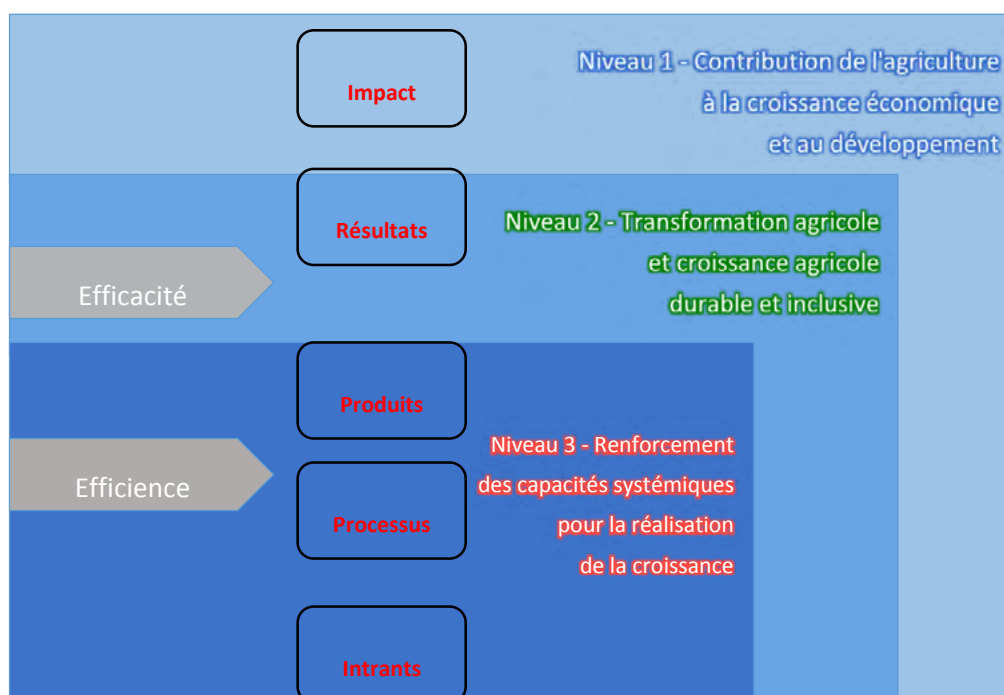 Impact
Niveau 1 - Contribution de l'agriculture
à la croissance économique
et au développement
Résultats
Niveau 2 - Transformation agricole
et croissance agricole
durable et inclusive
Efficacité
Produits
Niveau 3 - Renforcement
des capacités systémiques
pour la réalisation
de la croissance
Efficience
Processus
Intrants